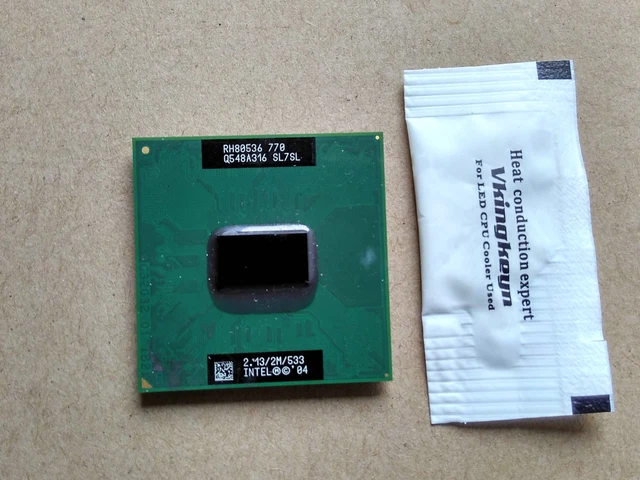 RH80536 770
Q548A316 SL7SL
2.13/2M/533
INTEL®©'04
Heat conduction expert
Vkingkeyn
For LED CPU Cooler Used